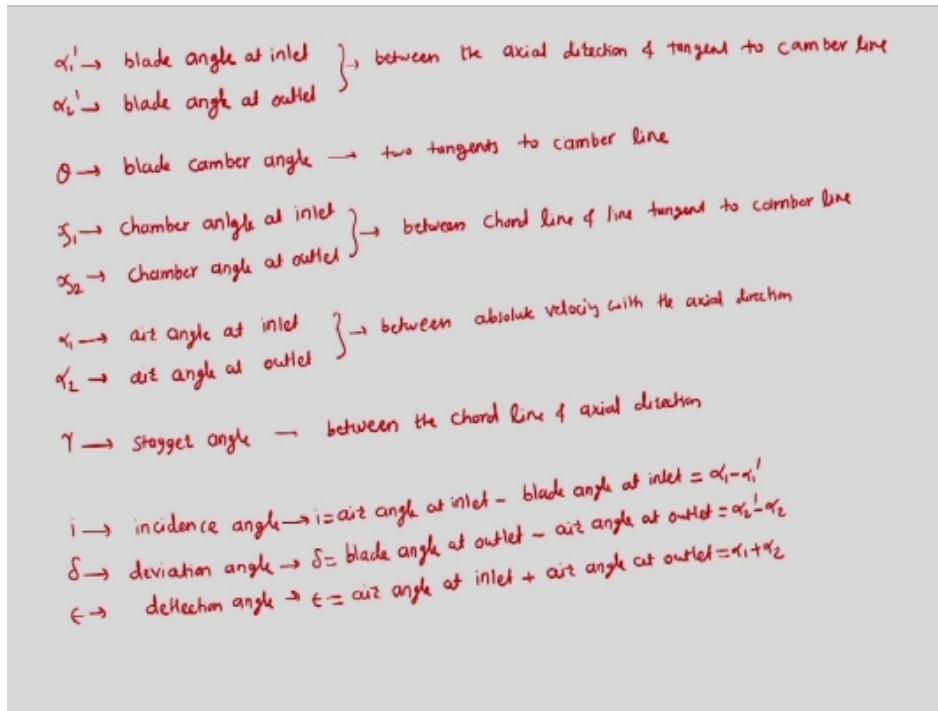 α₁' → blade angle at inlet } → between the axial direction & tangent to camber line
α₂' → blade angle at outlet
θ → blade camber angle → two tangents to camber line
χ₁ → Chamber anlgle at inlet } → between Chord line & line tangent to camber line
χ₂ → Chamber angle at outlet
α₁ → air angle at inlet } → between absolute velociy with the axial direction
α₂ → air angle at outlet
γ → stagger angle — between the chord line & axial direction
i → incidence angle → i = air angle at inlet - blade angle at inlet = α₁-α₁'
δ → deviation angle → δ = blade angle at outlet - air angle at outlet = α₂'-α₂
ϵ → deflection angle → ϵ = air angle at inlet + air angle at outlet = α₁+α₂